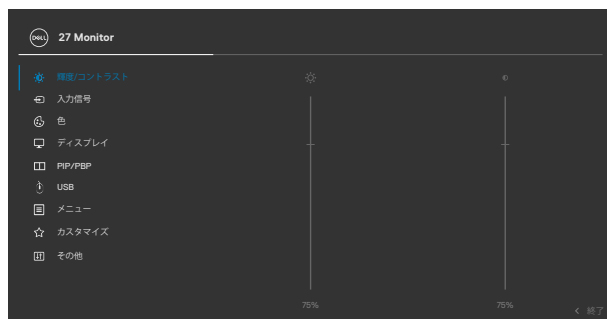 DELL 27 Monitor
輝度/コントラスト
入力信号
色
ディスプレイ
PIP/PBP
USB
メニュー
カスタマイズ
その他
75%
75%
終了